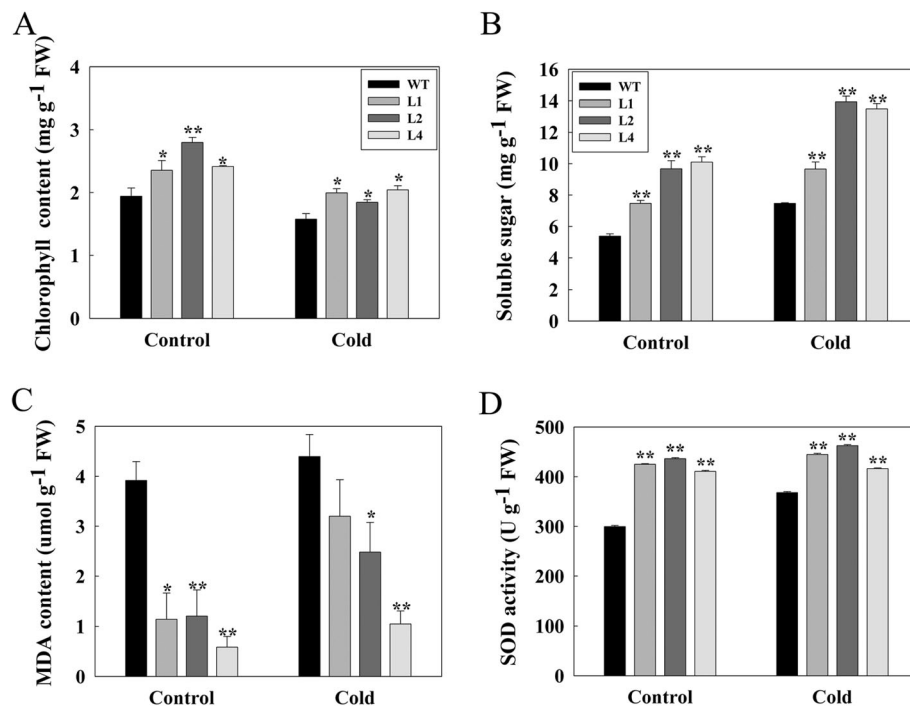 A
Chlorophyll content (mg g-1 FW)
4
3
2
1
0
WT
L1
L2
L4
*
**
*
*
*
*
Control Cold
B
Soluble sugar (mg g-1 FW)
16
14
12
10
8
6
4
2
0
WT
L1
L2
L4
**
**
**
**
**
**
Control Cold
C
MDA content (umol g-1 FW)
5
4
3
2
1
0
*
**
**
*
**
Control Cold
D
SOD activity (U g-1 FW)
500
400
300
200
100
0
**
**
**
**
**
**
Control Cold